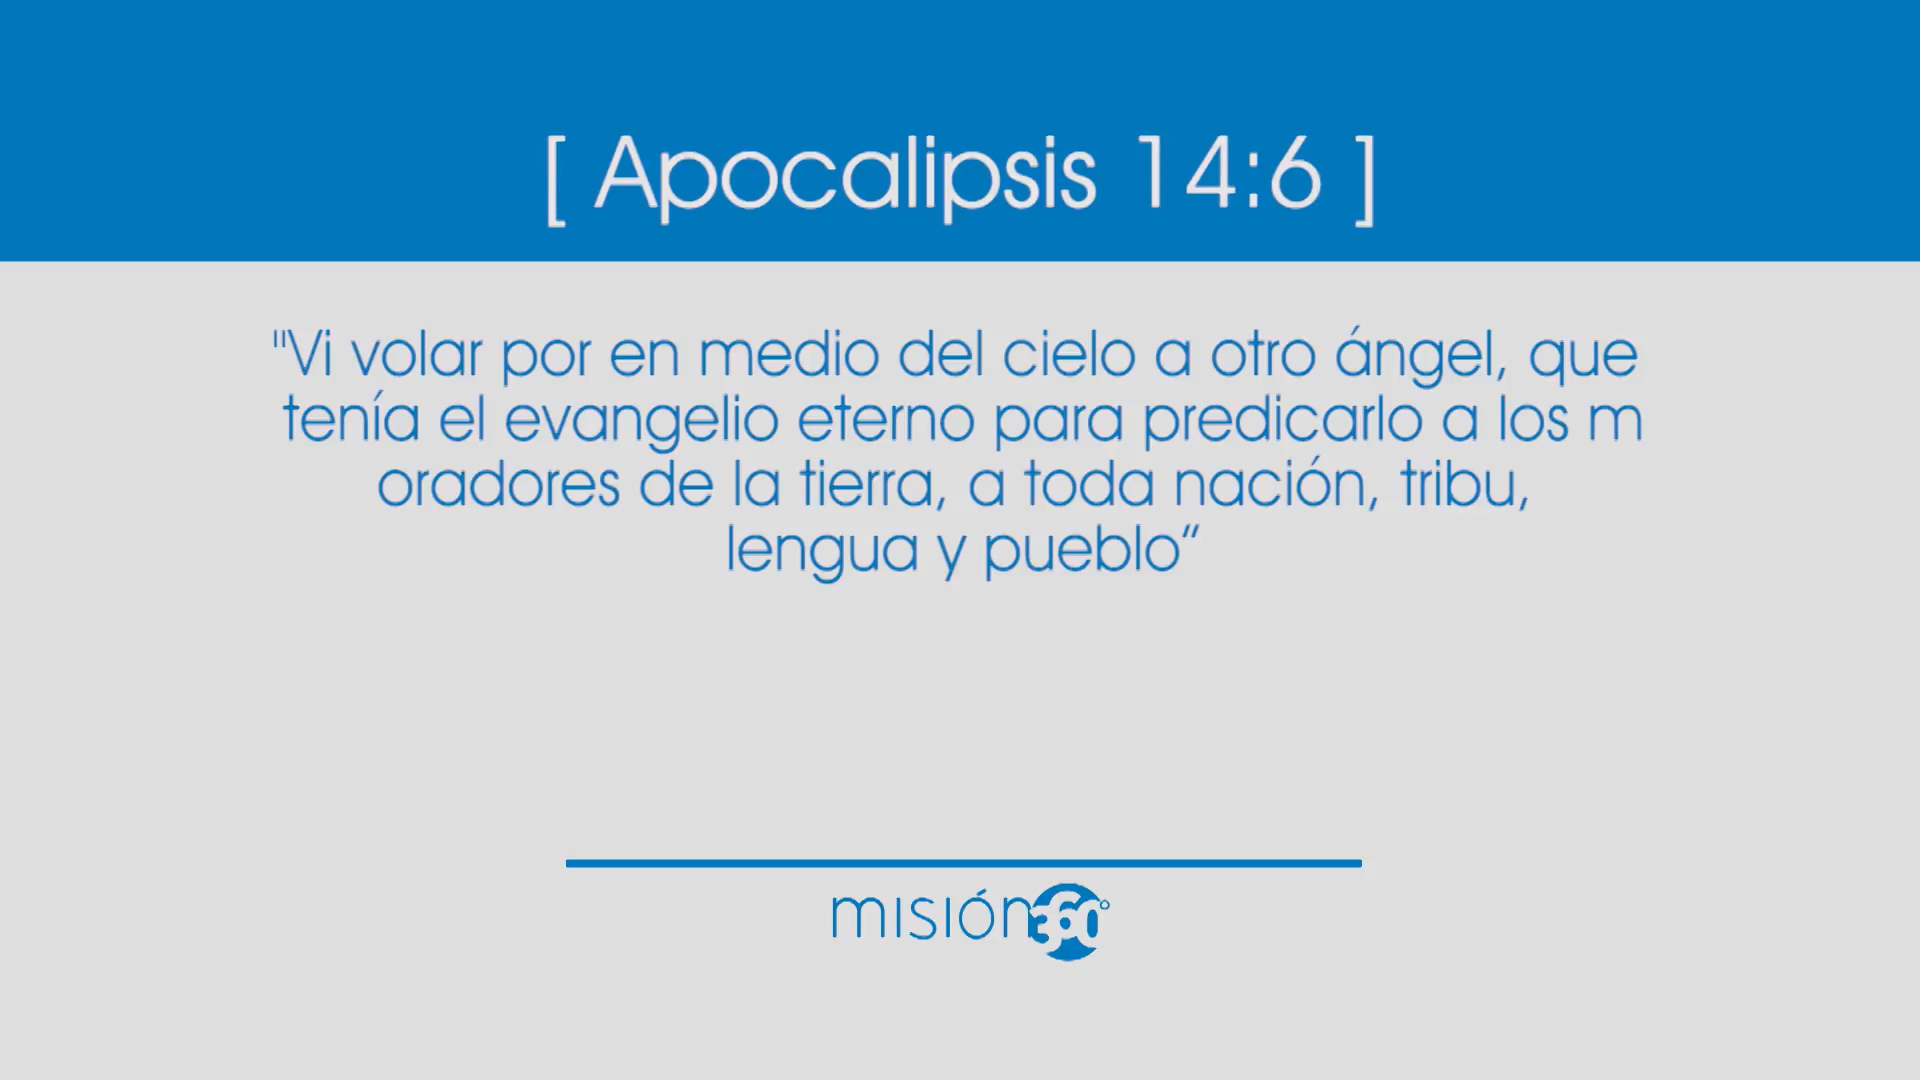 [ Apocalipsis 14:6 ]
"Vi volar por en medio del cielo a otro ángel, que
tenía el evangelio eterno para predicarlo a los m
oradores de la tierra, a toda nación, tribu,
lengua y pueblo”
misión360°